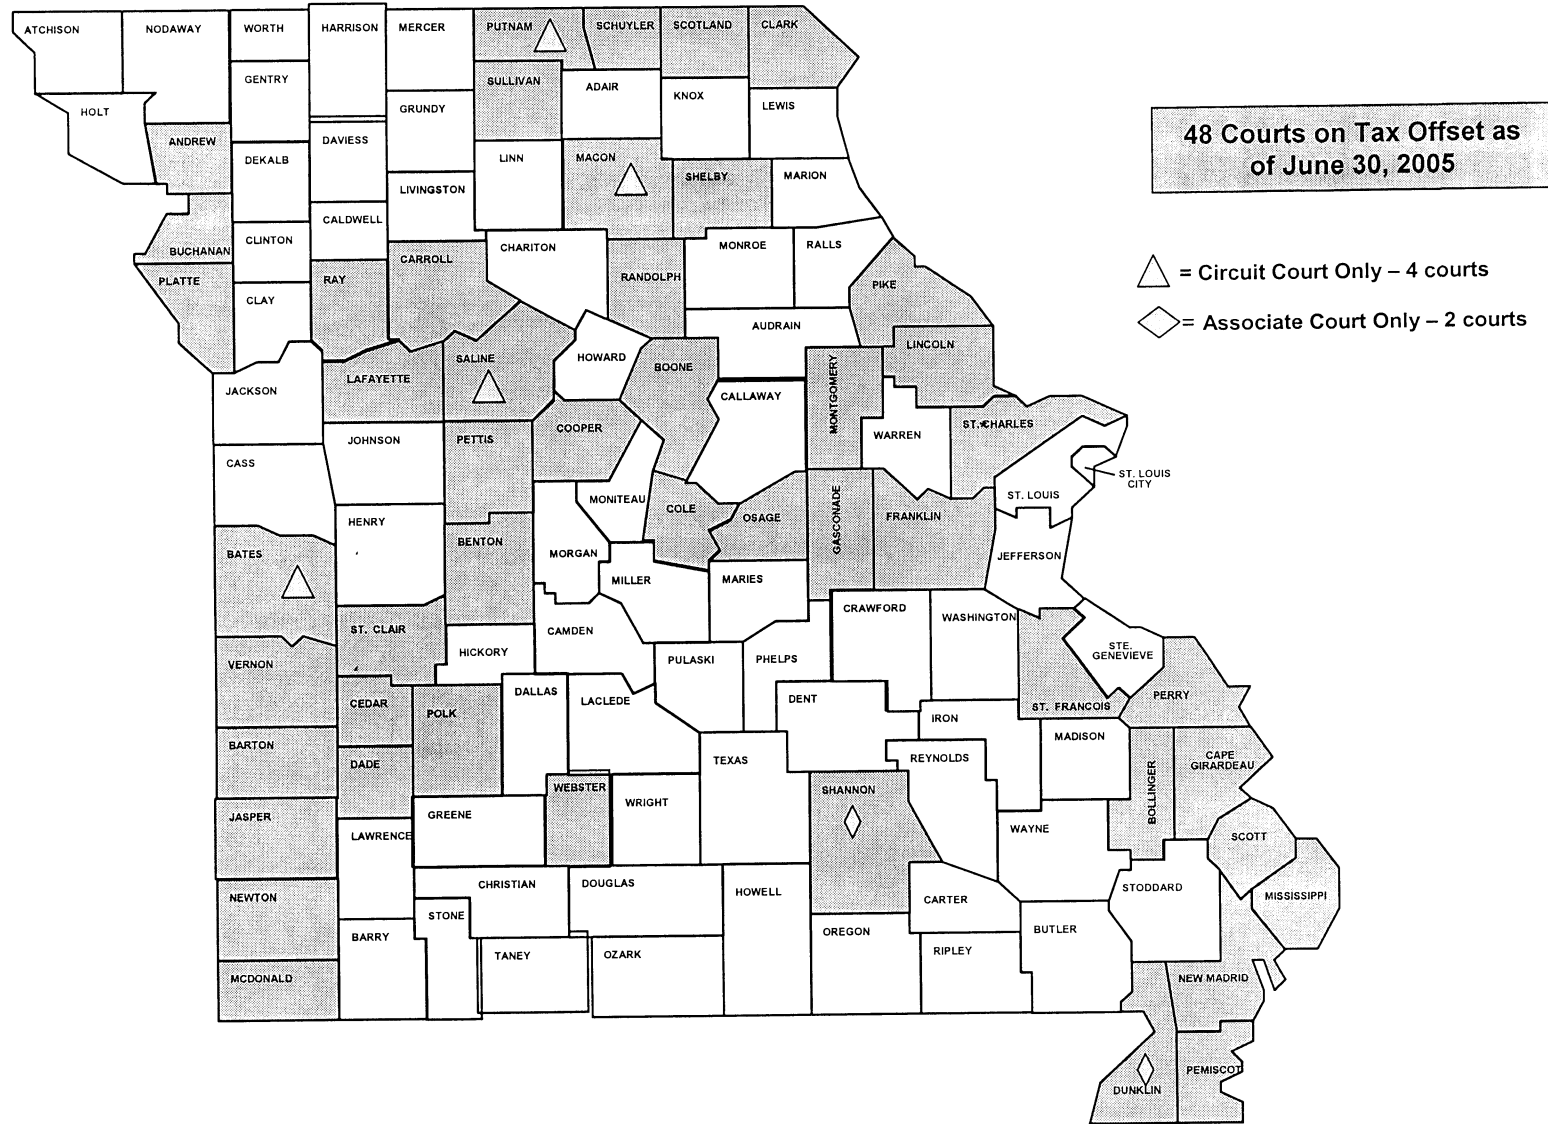 ATCHISON
NODAWAY
WORTH
HARRISON
MERCER
PUTNAM
SCHUYLER
SCOTLAND
CLARK
GENTRY
SULLIVAN
ADAIR
KNOX
LEWIS
HOLT
GRUNDY
ANDREW
DEKALB
DAVIESS
LINN
MACON
SHELBY
MARION
LIVINGSTON
CALDWELL
BUCHANAN
CLINTON
CARROLL
CHARITON
RANDOLPH
MONROE
RALLS
PLATTE
CLAY
RAY
PIKE
AUDRAIN
48 Courts on Tax Offset as
of June 30, 2005
= Circuit Court Only – 4 courts
= Associate Court Only – 2 courts
JACKSON
LAFAYETTE
SALINE
HOWARD
BOONE
CALLAWAY
MONTGOMERY
LINCOLN
JOHNSON
PETTIS
COOPER
WARREN
ST. CHARLES
CASS
MONITEAU
COLE
OSAGE
GASCONADE
FRANKLIN
ST. LOUIS
ST. LOUIS
CITY
HENRY
BATES
BENTON
MORGAN
MILLER
MARIES
JEFFERSON
ST. CLAIR
HICKORY
CAMDEN
CRAWFORD
WASHINGTON
STE.
GENEVIEVE
VERNON
PULASKI
PHELPS
CEDAR
POLK
DALLAS
LACLEDE
DENT
IRON
ST. FRANCOIS
PERRY
BARTON
DADE
TEXAS
REYNOLDS
MADISON
CAPE
GIRARDEAU
BOLLINGER
WEBSTER
WRIGHT
SHANNON
JASPER
LAWRENCE
GREENE
WAYNE
SCOTT
NEWTON
CHRISTIAN
DOUGLAS
HOWELL
CARTER
STODDARD
MISSISSIPPI
STONE
BARRY
OREGON
BUTLER
MCDONALD
TANEY
OZARK
RIPLEY
NEW MADRID
DUNKLIN
PEMISCOT